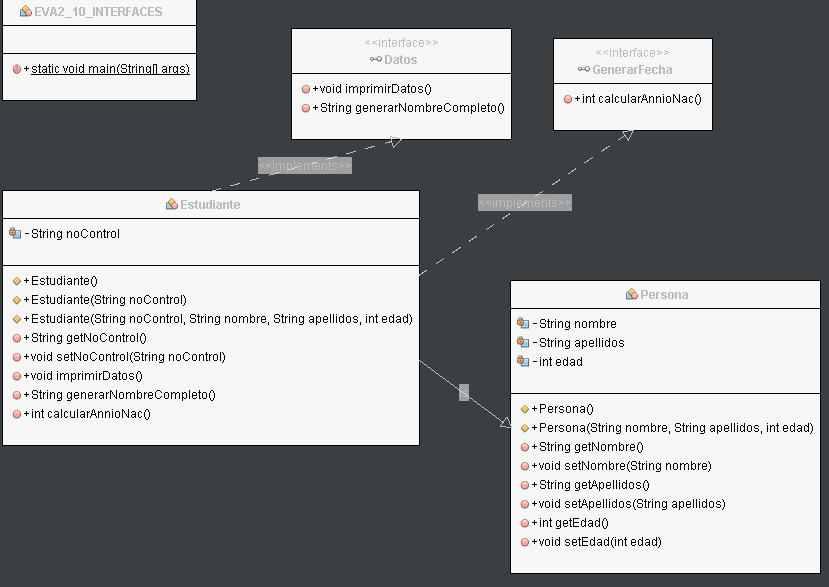 EVA2_10_INTERFACES
+static void main(String[] args)
<<interface>>
Datos
+void imprimirDatos()
+String generarNombreCompleto()
<<interface>>
GenerarFecha
+int calcularAnnioNac()
<<implements>>
<<implements>>
Estudiante
-String noControl
+Estudiante()
+Estudiante(String noControl)
+Estudiante(String noControl, String nombre, String apellidos, int edad)
+String getNoControl()
+void setNoControl(String noControl)
+void imprimirDatos()
+String generarNombreCompleto()
+int calcularAnnioNac()
Persona
-String nombre
-String apellidos
-int edad
+Persona()
+Persona(String nombre, String apellidos, int edad)
+String getNombre()
+void setNombre(String nombre)
+String getApellidos()
+void setApellidos(String apellidos)
+int getEdad()
+void setEdad(int edad)